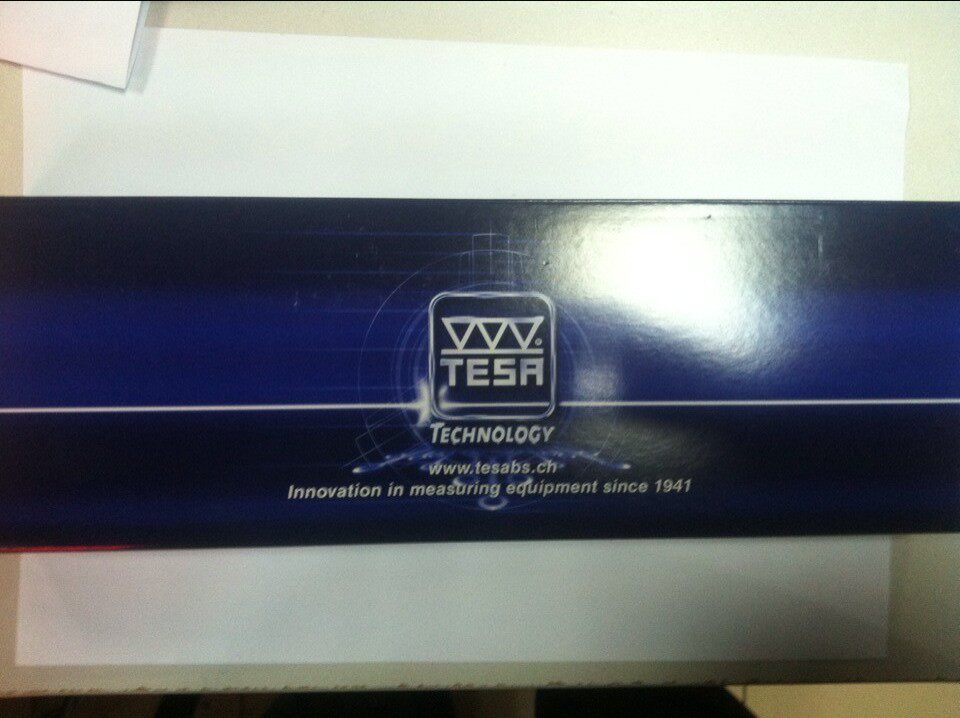 TESA
TECHNOLOGY
www.tesabs.ch
Innovation in measuring equipment since 1941